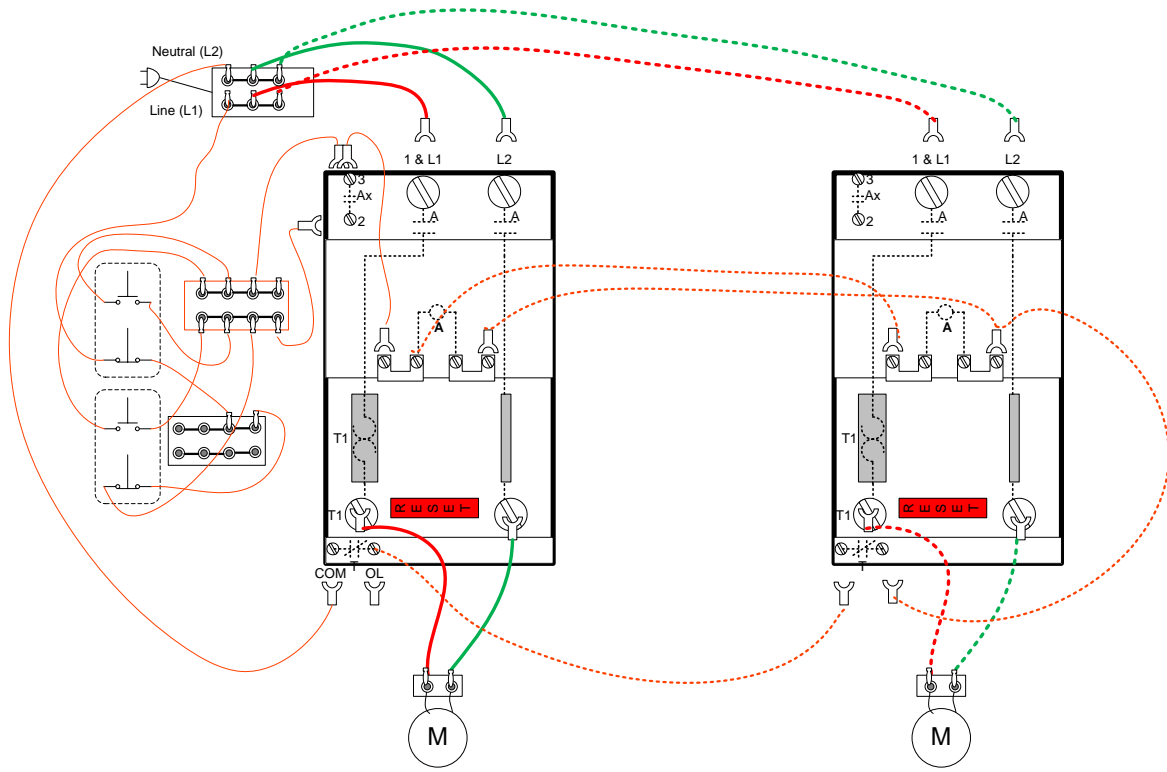 Neutral (L2)
Line (L1)
1 & L1
L2
1 & L1
L2
3
Ax
2
A
A
3
Ax
2
A
A
A
A
T1
T1
T1
RESET
T1
RESET
T
T
COM
OL
M
M